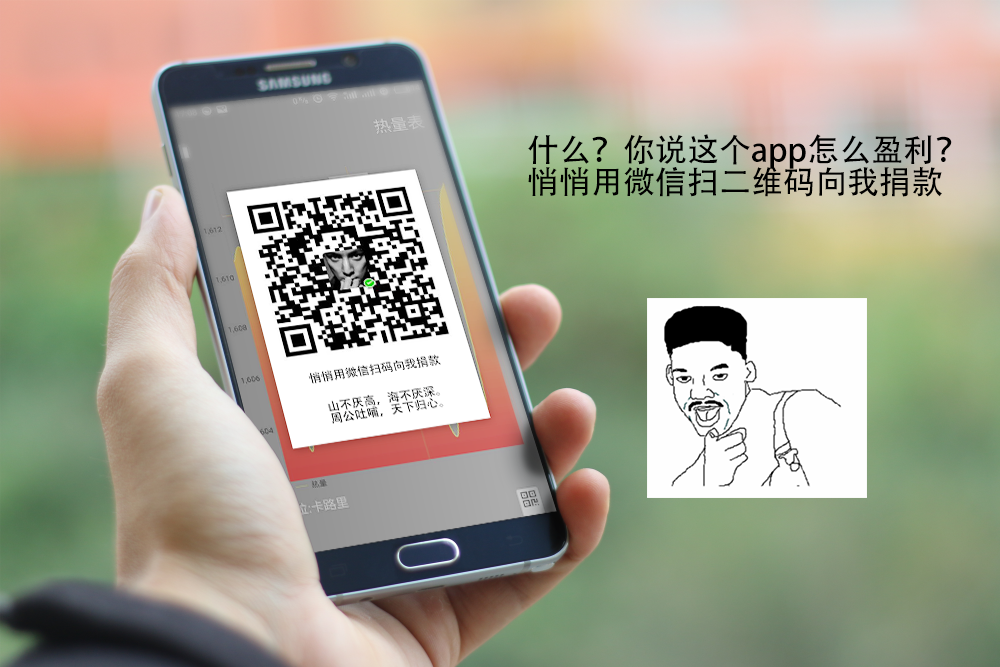 SAMSUNG
热量表
什么？你说这个app怎么盈利？
悄悄用微信扫二维码向我捐款
1,612
1,610
1,608
1,606
604
悄悄用微信扫码向我捐款
山不厌高，海不厌深。
周公吐哺，天下归心。
热量
位:卡路里